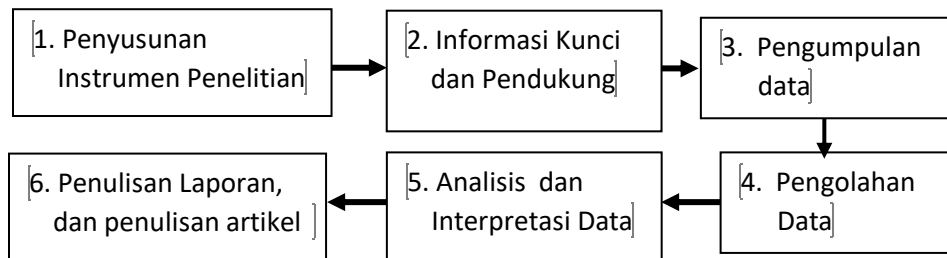 1. Penyusunan
Instrumen Penelitian
2. Informasi Kunci
dan Pendukung
3. Pengumpulan
data
4. Pengolahan
Data
5. Analisis dan
Interpretasi Data
6. Penulisan Laporan,
dan penulisan artikel